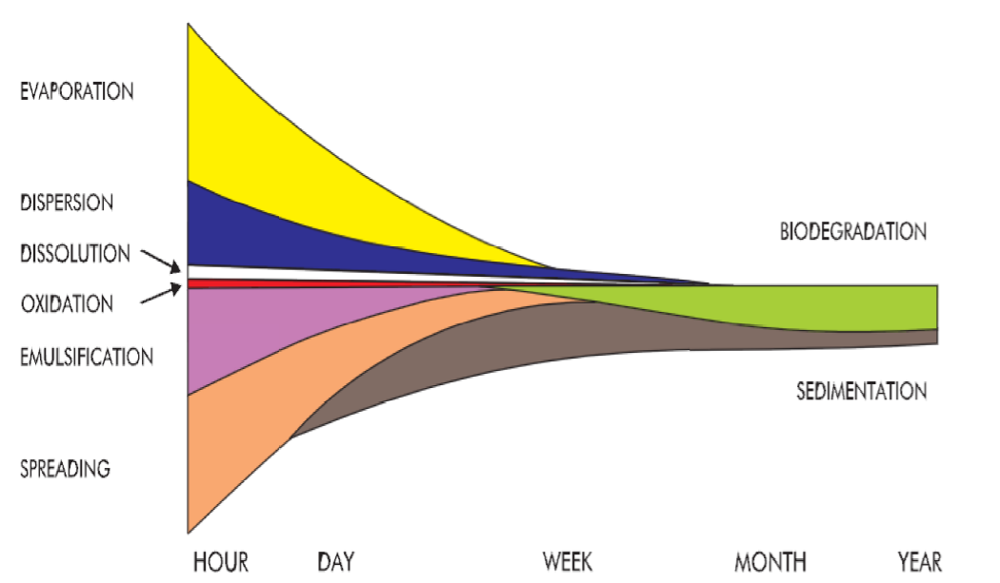 EVAPORATION
DISPERSION
DISSOLUTION
OXIDATION
EMULSIFICATION
SPREADING
BIODEGRADATION
SEDIMENTATION
HOUR DAY WEEK MONTH YEAR